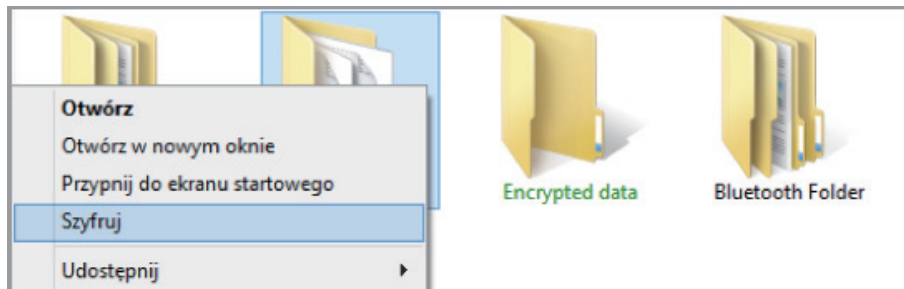 Otwórz
Otwórz w nowym oknie
Przypnij do ekranu startowego
Szyfruj
Udostępnij
Encrypted data
Bluetooth Folder